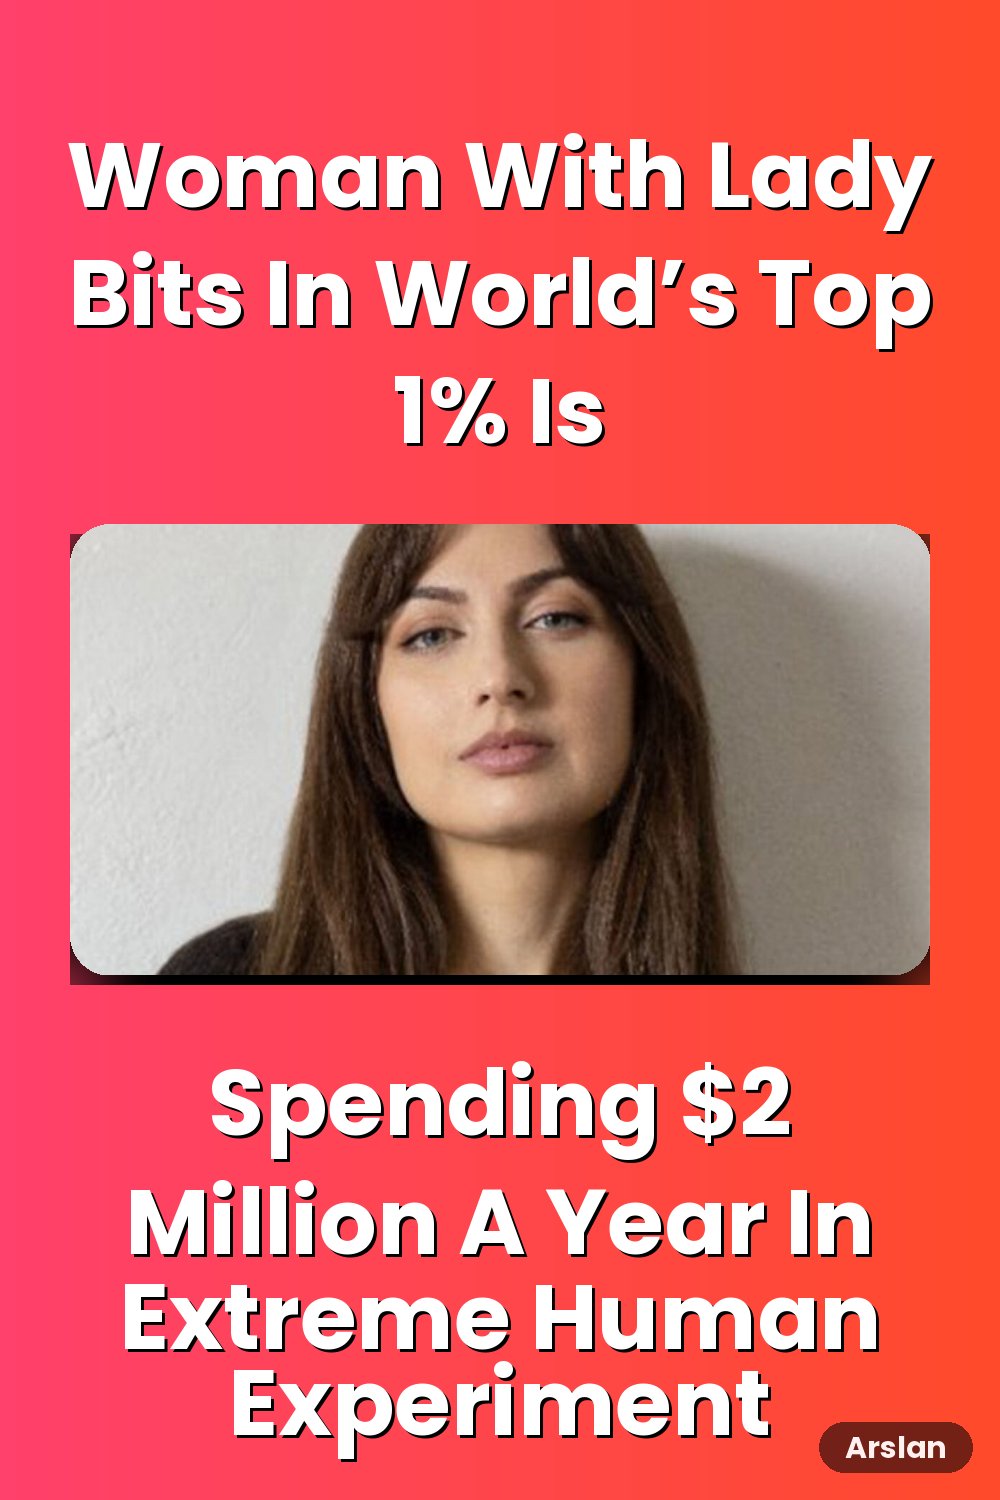 Woman With Lady
Bits In World’s Top
1% Is
Spending $2
Million A Year In
Extreme Human
Experiment
Arslan